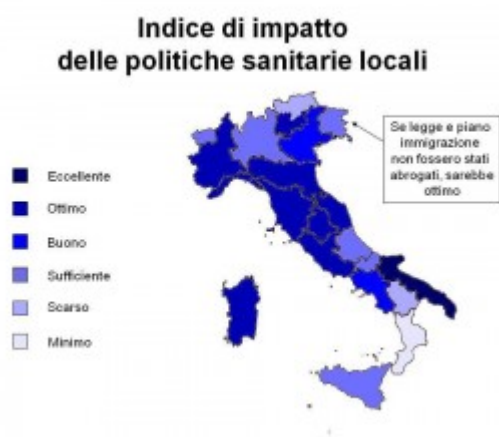 Indice di impatto
delle politiche sanitarie locali
Se legge e piano
immigrazione
non fossero stati
abrogati, sarebbe
ottimo
Eccellente
Ottimo
Buono
Sufficiente
Scarso
Minimo